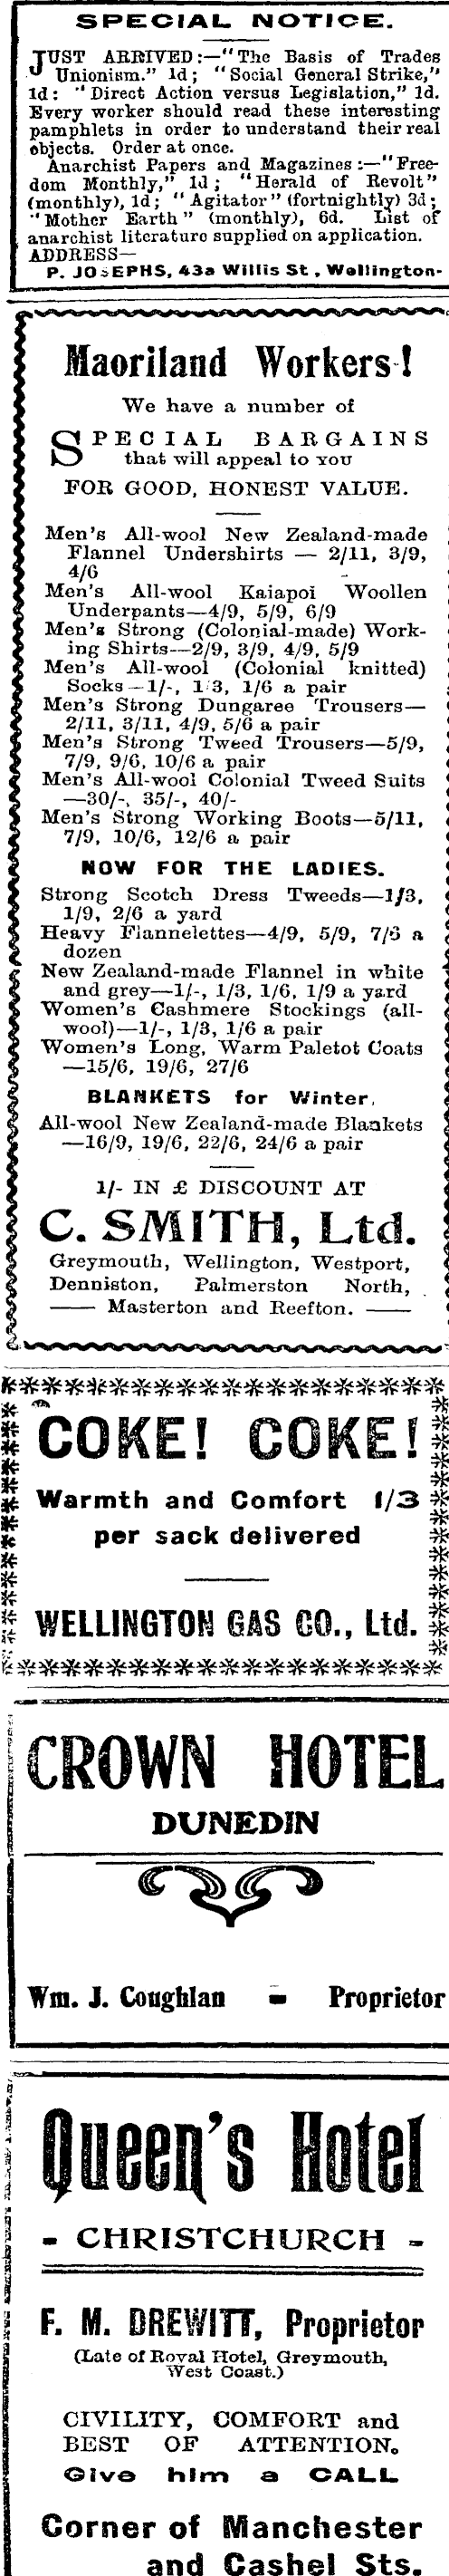 SPECIAL NOTICE.
JUST ARRIVED:—"The Basis of Trades
Unionism." 1d; "Social General Strike,"
1d: "Direct Action versus Legislation," 1d.
Every worker should read these interesting
pamphlets in order to understand their real
objects. Order at once.
Anarchist Papers and Magazines:—"Free-
dom Monthly," 1d; "Herald of Revolt"
(monthly), 1d; "Agitator" (fortnightly) 3d;
"Mother Earth" (monthly), 6d. List of
anarchist literature supplied on application.
ADDRESS—
P. JOSEPHS, 43a Willis St, Wellington-
Maoriland Workers!
We have a number of
SPECIAL BARGAINS
that will appeal to YOU
FOR GOOD, HONEST VALUE.
Men's All-wool New Zealand-made
Flannel Undershirts — 2/11, 3/9,
4/6
Men's All-wool Kaiapoi Woollen
Underpants—4/9, 5/9, 6/9
Men's Strong (Colonial-made) Work-
ing Shirts—2/9, 3/9, 4/9, 5/9
Men's All-wool (Colonial knitted)
Socks—1/-, 1/3, 1/6 a pair
Men's Strong Dungaree Trousers—
2/11, 3/11, 4/9, 5/6 a pair
Men's Strong Tweed Trousers—5/9,
7/9, 9/6, 10/6 a pair
Men's All-wool Colonial Tweed Suits
—30/-, 35/-, 40/-
Men's Strong Working Boots—5/11,
7/9, 10/6, 12/6 a pair
NOW FOR THE LADIES.
Strong Scotch Dress Tweeds—1/3,
1/9, 2/6 a yard
Heavy Flannelettes—4/9, 5/9, 7/6 a
dozen
New Zealand-made Flannel in white
and grey—1/-, 1/3, 1/6, 1/9 a yard
Women's Cashmere Stockings (all-
wool)—1/-, 1/3, 1/6 a pair
Women's Long, Warm Paletot Coats
—15/6, 19/6, 27/6
BLANKETS for Winter.
All-wool New Zealand-made Blankets
—16/9, 19/6, 22/6, 24/6 a pair
1/- IN £ DISCOUNT AT
C. SMITH, Ltd.
Greymouth, Wellington, Westport,
Denniston, Palmerston North,
Masterton and Reefton.
COKE! COKE!
Warmth and Comfort 1/3
per sack delivered
WELLINGTON GAS CO., Ltd.
CROWN HOTEL
DUNEDIN
Wm. J. Coughlan - Proprietor
Queen's Hotel
- CHRISTCHURCH -
F. M. DREWITT, Proprietor
(Late of Royal Hotel, Greymouth,
West Coast.)
CIVILITY, COMFORT and
BEST OF ATTENTION.
Give him a CALL
Corner of Manchester
and Cashel Sts.